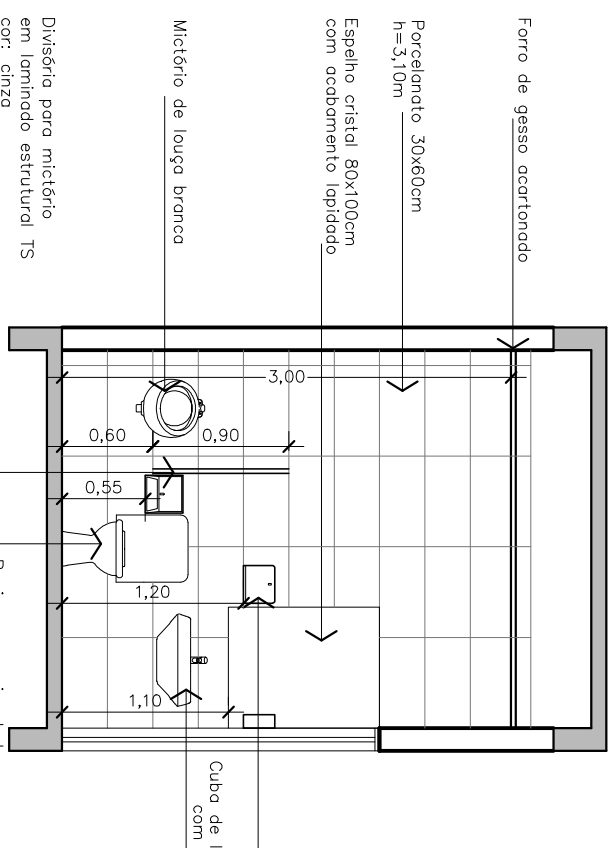 Forro de gesso acartonado
Porcelanato 30x60cm
h=3,10m
Espelho cristal 80x100cm
com acabamento lapidado
Mictório de louça branca
Divisória para mictório
em laminado estrutural TS
cor: cinza
3,00
0,60
0,90
0,55
1,20
1,10
Cuba de
com